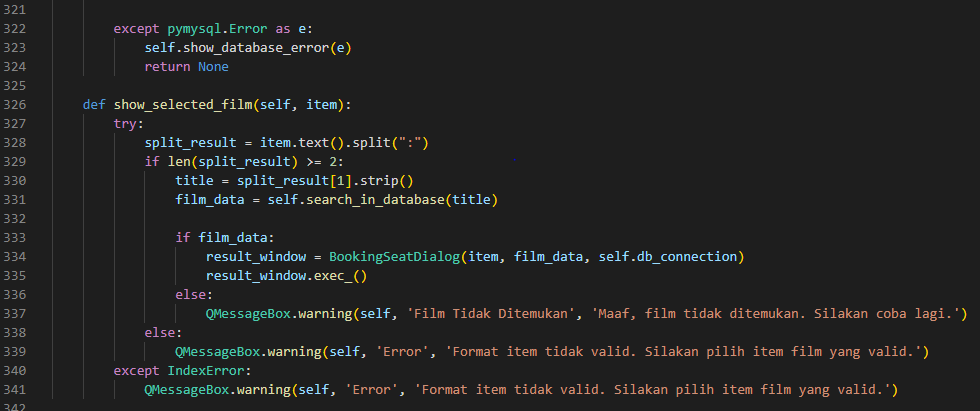 321
322 except pymysql.Error as e:
323 self.show_database_error(e)
324 return None
325
326 def show_selected_film(self, item):
327 try:
328 split_result = item.text().split(":")
329 if len(split_result) >= 2:
330 title = split_result[1].strip()
331 film_data = self.search_in_database(title)
332
333 if film_data:
334 result_window = BookingSeatDialog(item, film_data, self.db_connection)
335 result_window.exec_()
336 else:
337 QMessageBox.warning(self, 'Film Tidak Ditemukan', 'Maaf, film tidak ditemukan. Silakan coba lagi.')
338 else:
339 QMessageBox.warning(self, 'Error', 'Format item tidak valid. Silakan pilih item film yang valid.')
340 except IndexError:
341 QMessageBox.warning(self, 'Error', 'Format item tidak valid. Silakan pilih item film yang valid.')
342